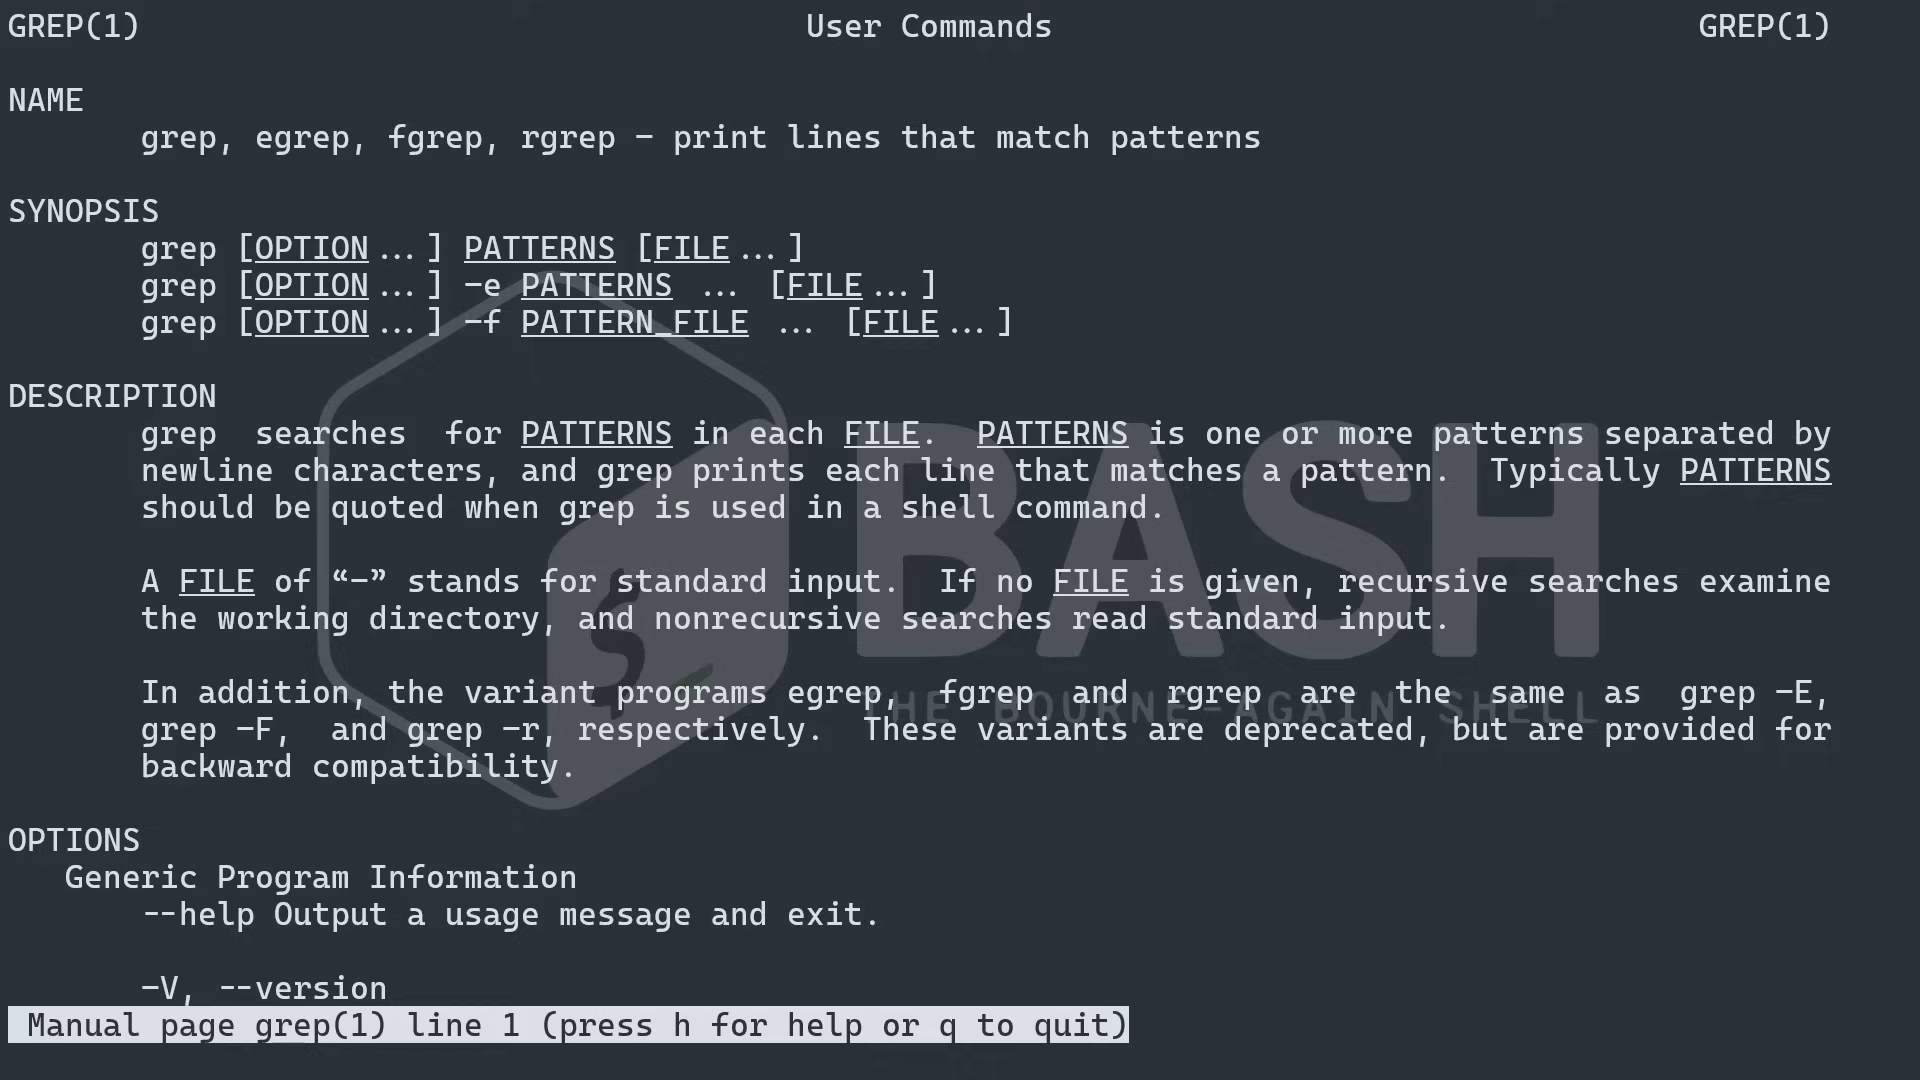 GREP(1) User Commands GREP(1)
NAME
grep, egrep, fgrep, rgrep - print lines that match patterns
SYNOPSIS
grep [OPTION...] PATTERNS [FILE...]
grep [OPTION...] -e PATTERNS ... [FILE...]
grep [OPTION...] -f PATTERN_FILE ... [FILE...]
DESCRIPTION
grep searches for PATTERNS in each FILE. PATTERNS is one or more patterns separated by
newline characters, and grep prints each line that matches a pattern. Typically PATTERNS
should be quoted when grep is used in a shell command.
A FILE of “-” stands for standard input. If no FILE is given, recursive searches examine
the working directory, and nonrecursive searches read standard input.
In addition, the variant programs egrep, fgrep and rgrep are the same as grep -E,
grep -F, and grep -r, respectively. These variants are deprecated, but are provided for
backward compatibility.
OPTIONS
Generic Program Information
--help Output a usage message and exit.
-V, --version
Manual page grep(1) line 1 (press h for help or q to quit)
$_
BASH
THE BOURNE-AGAIN SHELL